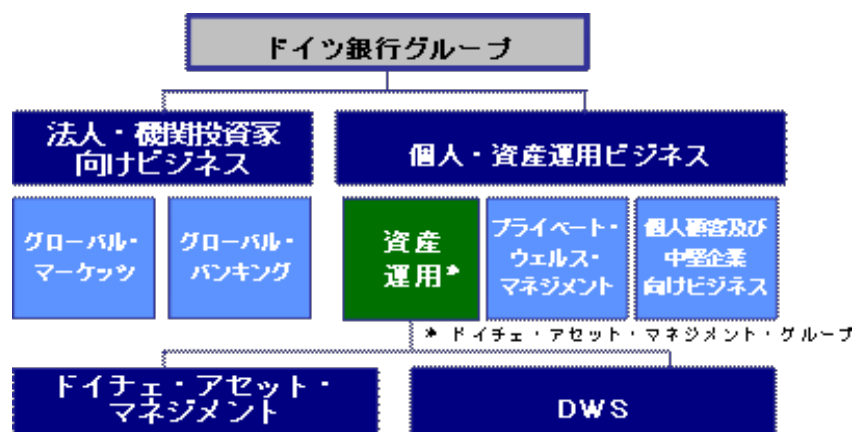 ドイツ銀行グループ
法人・機関投資家
向けビジネス
個人・資産運用ビジネス
グローバル・
マーケッツ
グローバル・
バンキング
資産
運用*
プライベート・
ウェルス・
マネジメント
個人顧客及び
中堅企業
向けビジネス
* ドイチェ・アセット・マネジメント・グループ
ドイチェ・アセット・
マネジメント
DWS